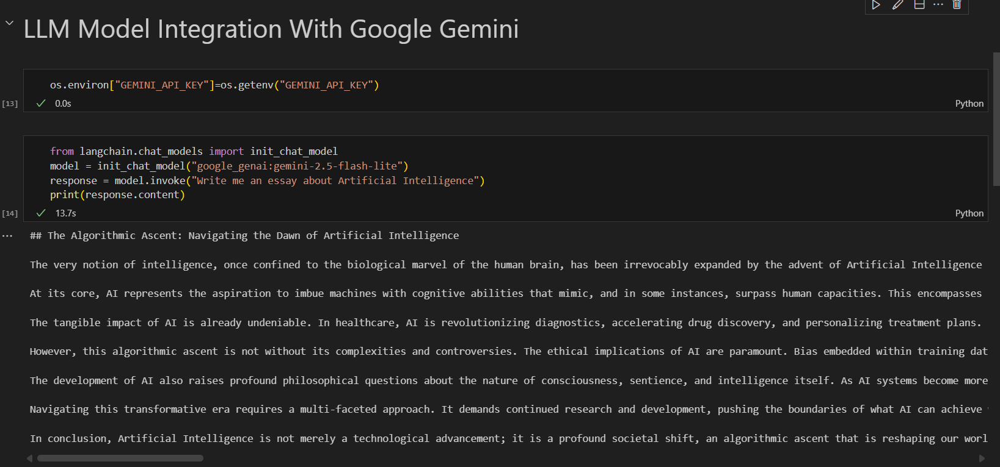 LLM Model Integration With Google Gemini
os.environ["GEMINI_API_KEY"]=os.getenv("GEMINI_API_KEY")
[13]
0.0s
Python
from langchain.chat_models import init_chat_model
model = init_chat_model("google_genai:gemini-2.5-flash-lite")
response = model.invoke("Write me an essay about Artificial Intelligence")
print(response.content)
[14]
13.7s
Python
## The Algorithmic Ascent: Navigating the Dawn of Artificial Intelligence
The very notion of intelligence, once confined to the biological marvel of the human brain, has been irrevocably expanded by the advent of Artificial Intelligence
At its core, AI represents the aspiration to imbue machines with cognitive abilities that mimic, and in some instances, surpass human capacities. This encompasses
The tangible impact of AI is already undeniable. In healthcare, AI is revolutionizing diagnostics, accelerating drug discovery, and personalizing treatment plans.
However, this algorithmic ascent is not without its complexities and controversies. The ethical implications of AI are paramount. Bias embedded within training dat
The development of AI also raises profound philosophical questions about the nature of consciousness, sentience, and intelligence itself. As AI systems become more
Navigating this transformative era requires a multi-faceted approach. It demands continued research and development, pushing the boundaries of what AI can achieve
In conclusion, Artificial Intelligence is not merely a technological advancement; it is a profound societal shift, an algorithmic ascent that is reshaping our worl